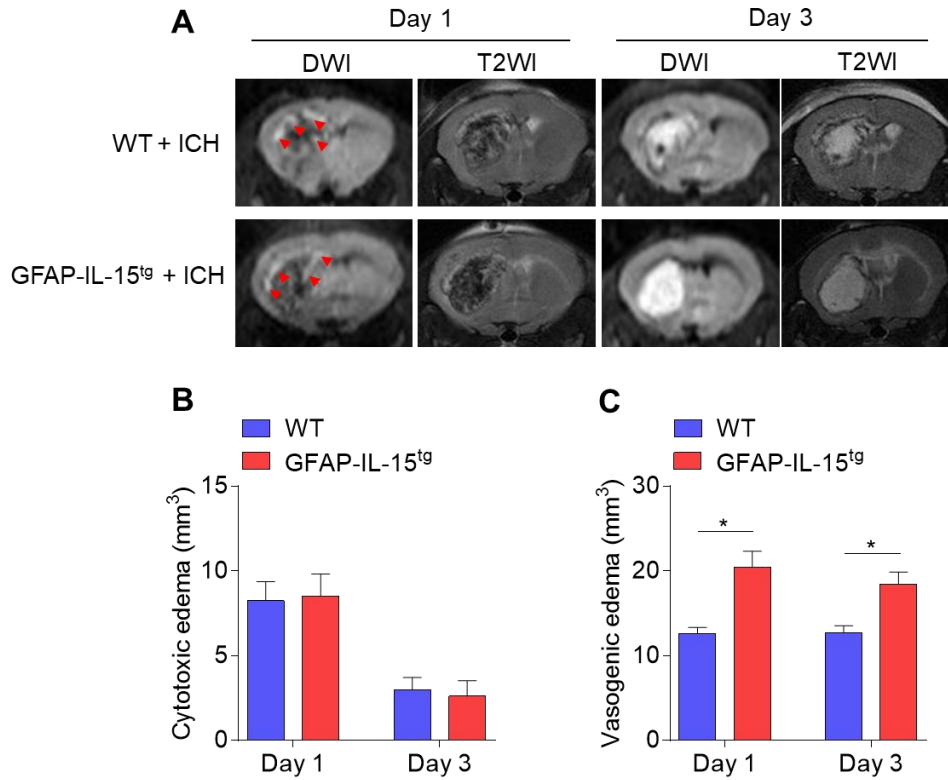 A
Day 1
Day 3
DWI
T2WI
DWI
T2WI
WT + ICH
GFAP-IL-15tg + ICH
B
WT
GFAP-IL-15tg
Cytotoxic edema (mm3)
15
10
5
0
Day 1
Day 3
C
WT
GFAP-IL-15tg
Vasogenic edema (mm3)
30
20
10
0
*
*
Day 1
Day 3